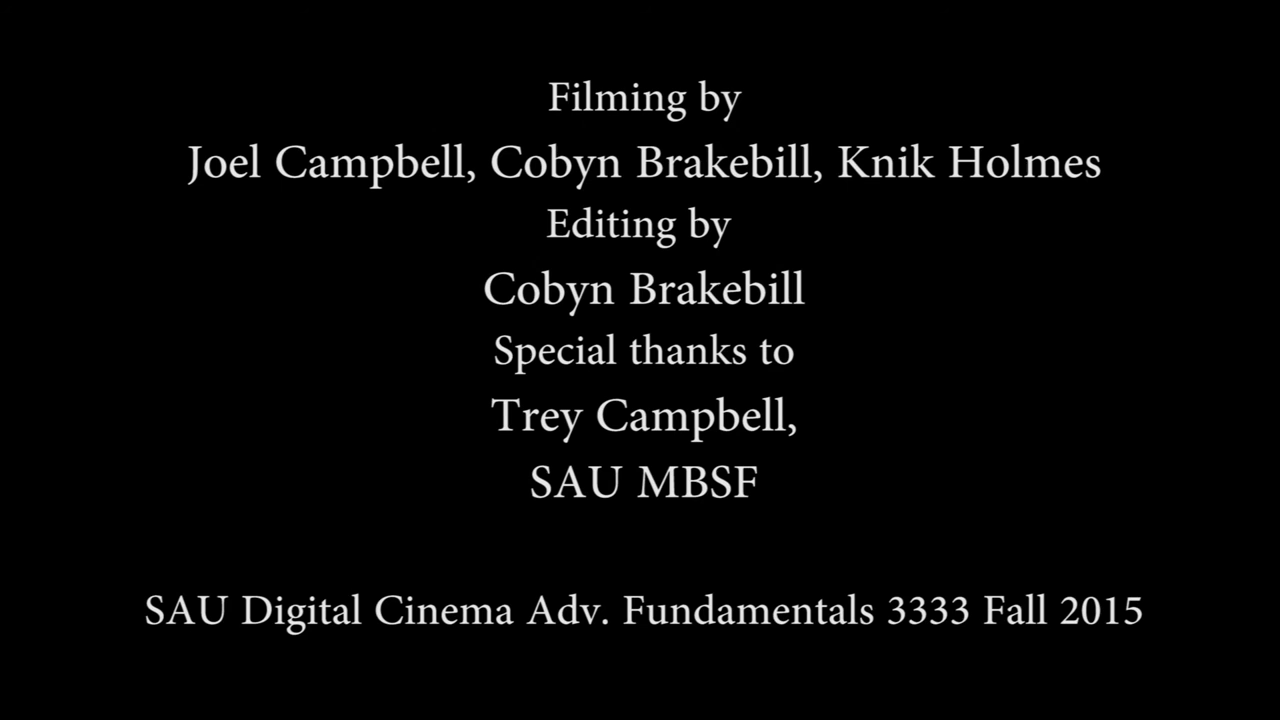 Filming by
Joel Campbell, Cobyn Brakebill, Knik Holmes
Editing by
Cobyn Brakebill
Special thanks to
Trey Campbell,
SAU MBSF
SAU Digital Cinema Adv. Fundamentals 3333 Fall 2015